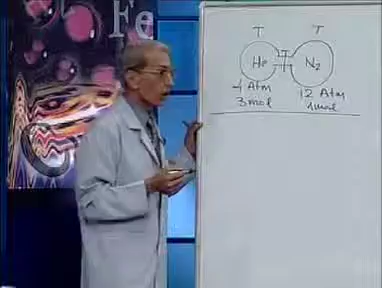 Fe
T T
He N₂
4 Atm 12 Atm
3mol 1mol